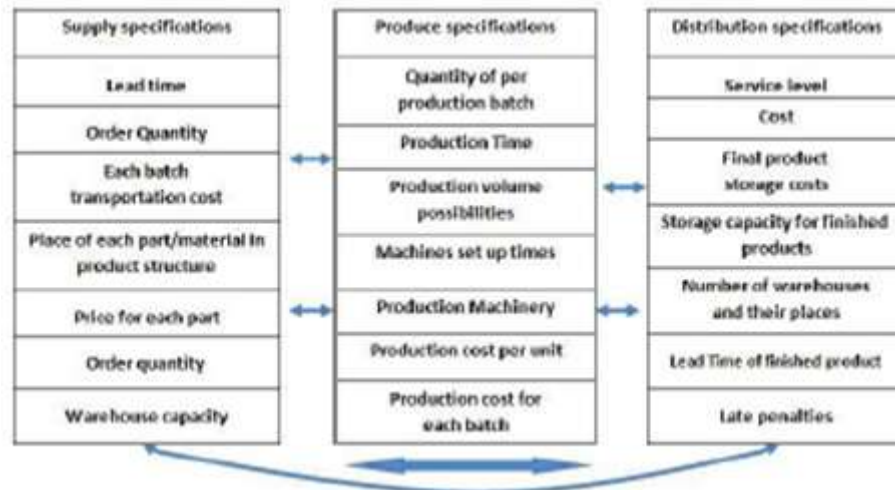 Supply specifications
Lead time
Order Quantity
Each batch
transportation cost
Place of each part/material in
product structure
Price for each part
Order quantity
Warehouse capacity
Produce specifications
Quantity of per
production batch
Production Time
Production volume
possibilities
Machines set up times
Production Machinery
Production cost per unit
Production cost for
each batch
Distribution specifications
Service level
Cost
Final product
storage costs
Storage capacity for finished
products
Number of warehouses
and their places
Lead Time of finished product
Late penalties